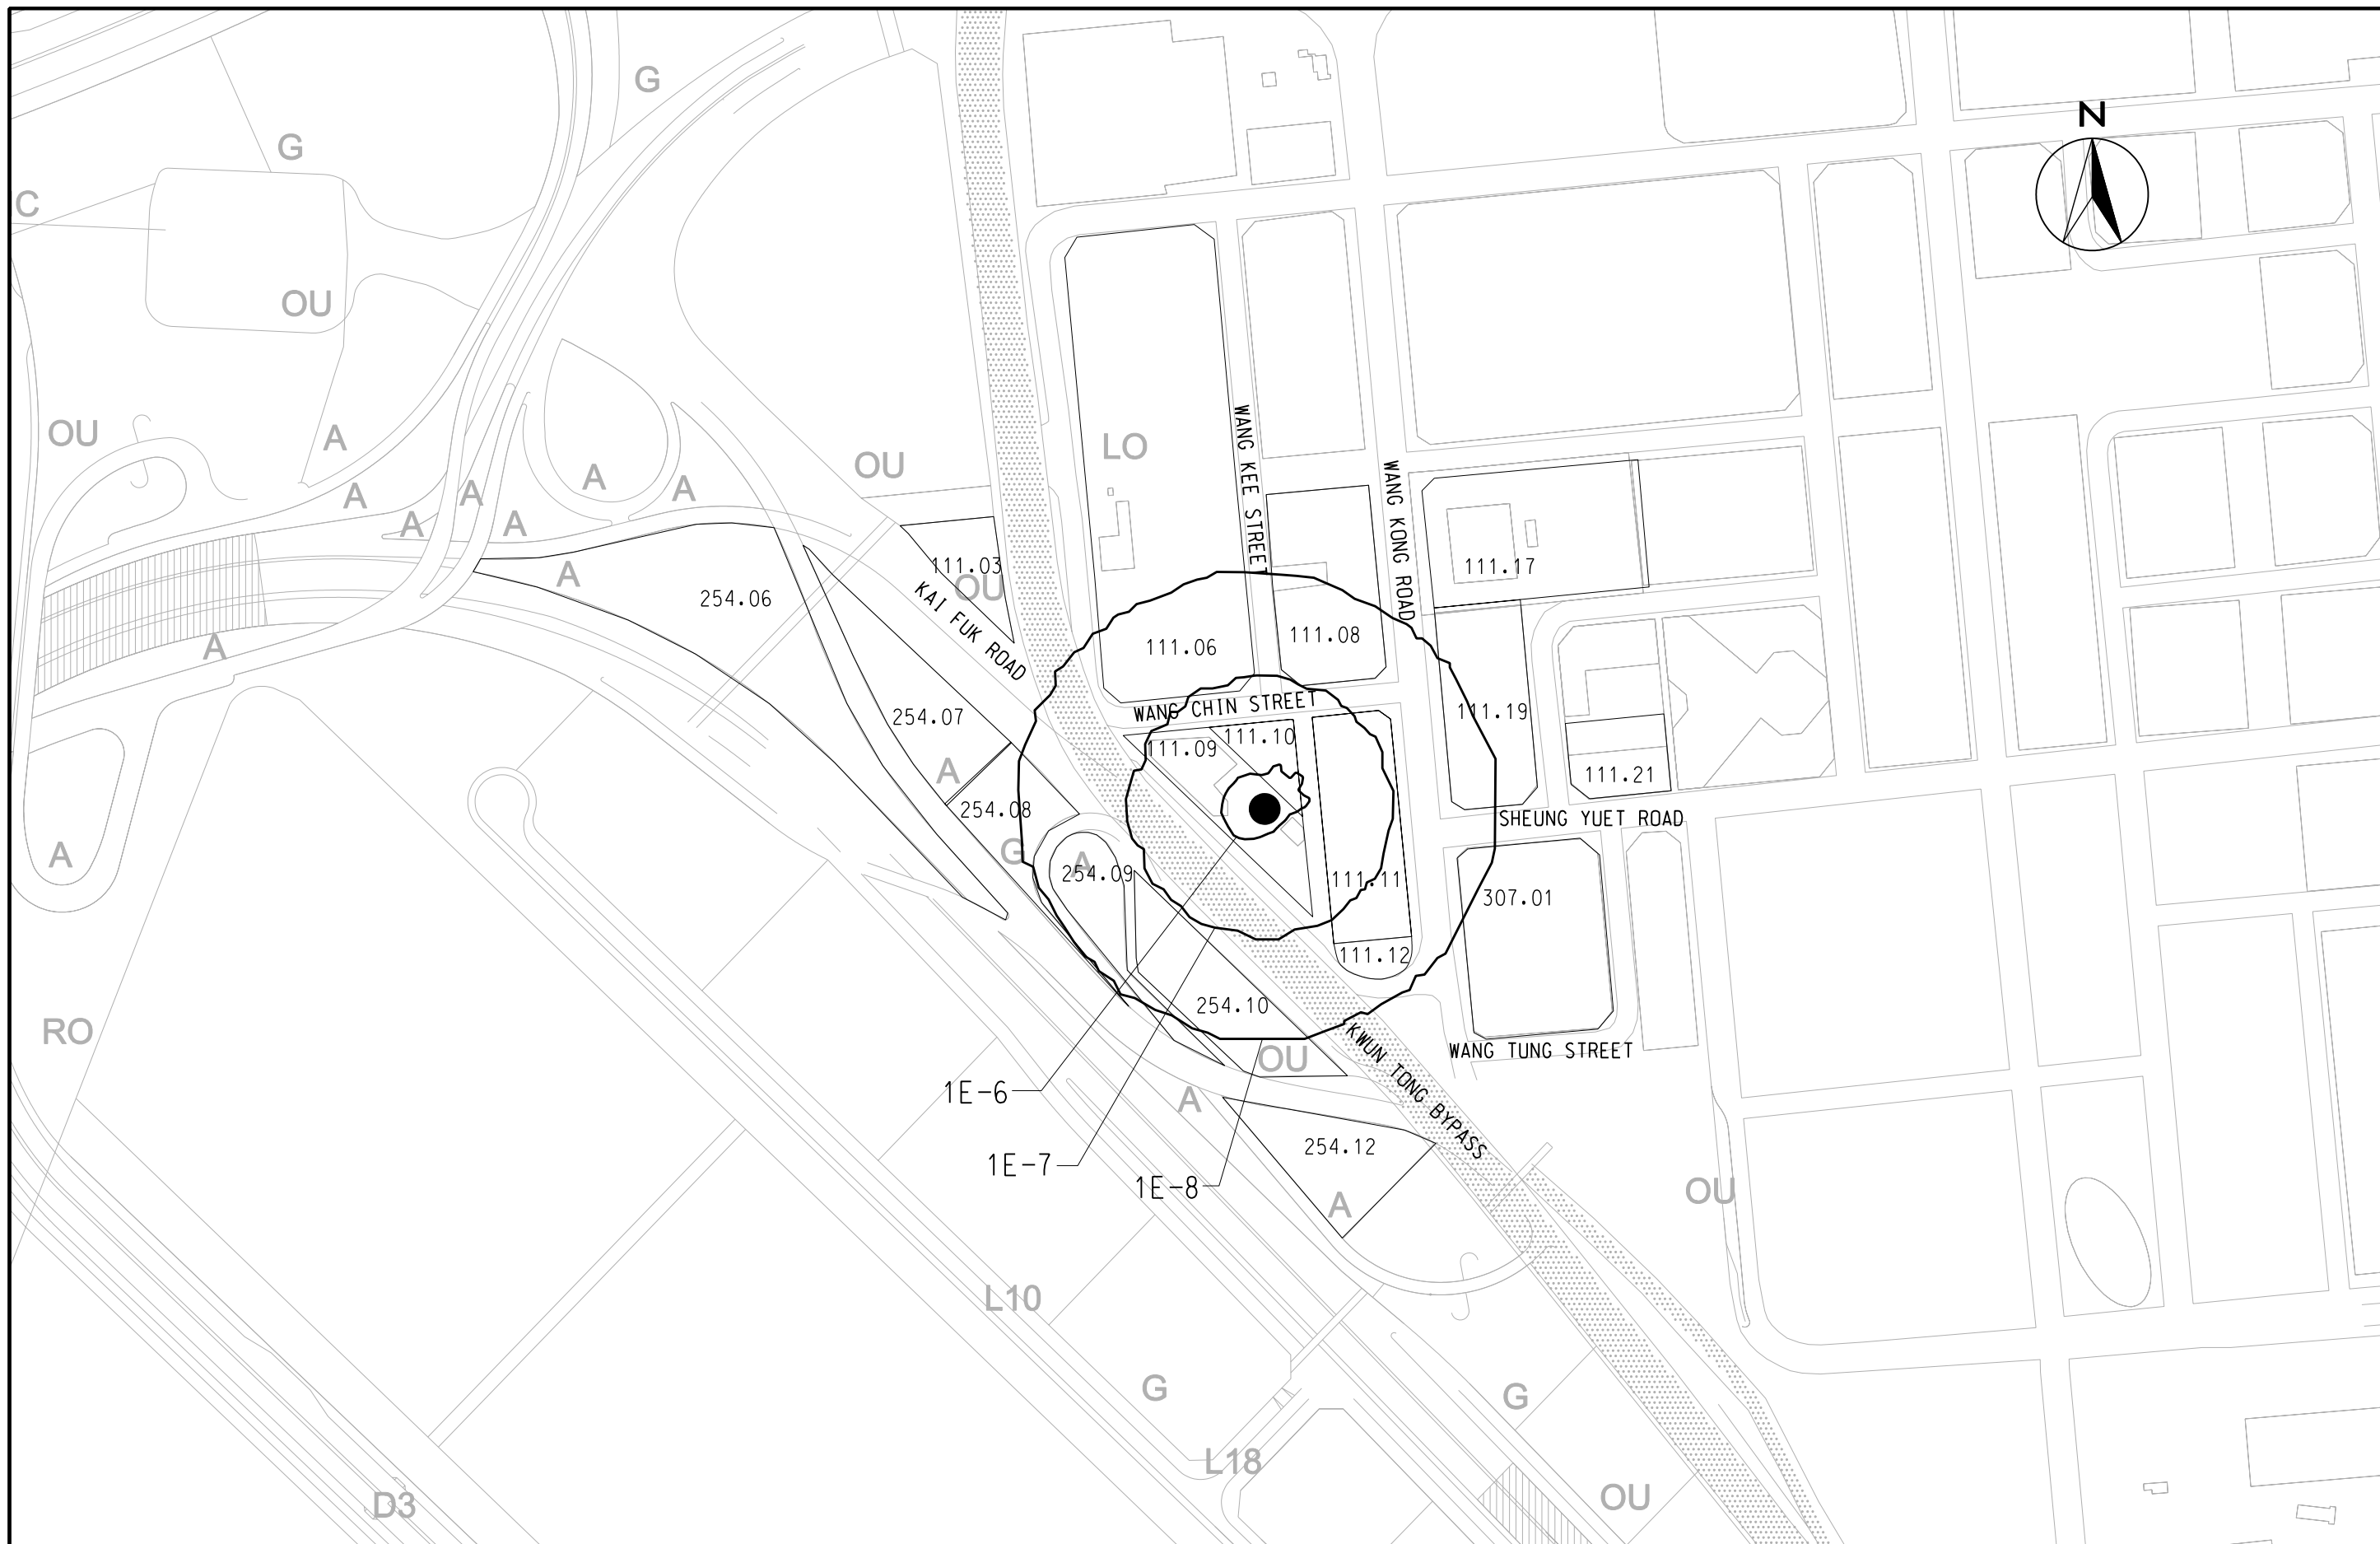 G
N
G
C
OU
WANG KEE STREET
OU
A
LO
OU
WANG KONG ROAD
A
A
A
A
A
A
111.03
OU
111.17
A
254.06
KAI FUK ROAD
111.06
111.08
A
254.07
WANG CHIN STREET
111.19
111.10
111.09
A
111.21
254.08
SHEUNG YUET ROAD
A
G
A
254.09
111.11
307.01
111.12
254.10
RO
OU
KWUN TONG BYPASS
WANG TUNG STREET
1E-6
A
254.12
1E-7
1E-8
A
OU
L10
G
G
L18
OU
D3